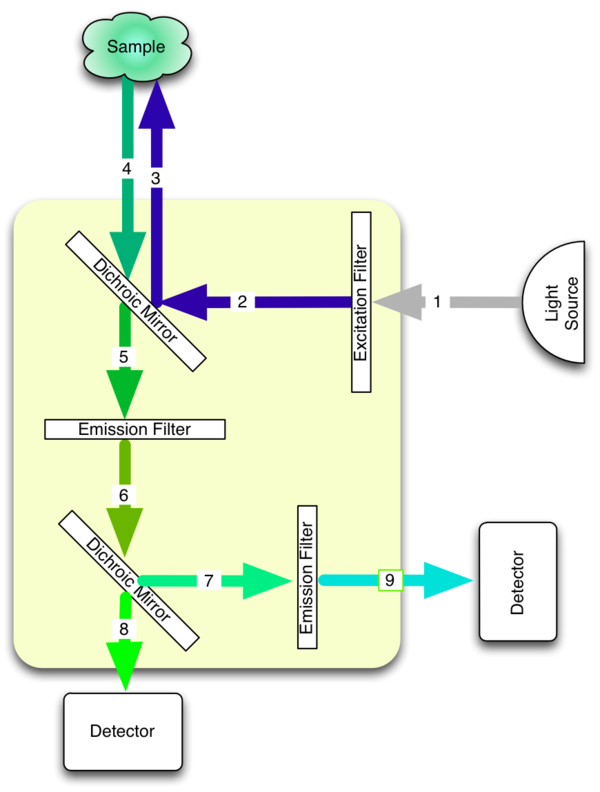 Sample
4
3
Dichroic Mirror
2
Excitation Filter
1
Light
Source
5
Emission Filter
6
Dichroic Mirror
7
Emission Filter
9
Detector
8
Detector